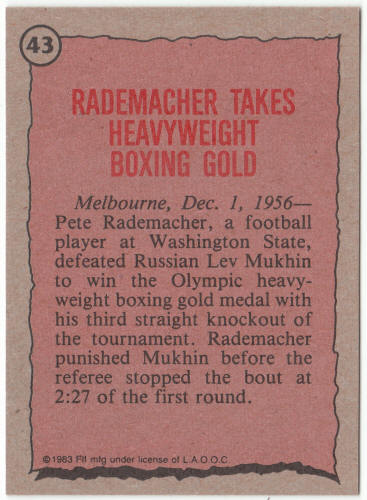 43
RADEMACHER TAKES
HEAVYWEIGHT
BOXING GOLD
Melbourne, Dec. 1, 1956—
Pete Rademacher, a football
player at Washington State,
defeated Russian Lev Mukhin
to win the Olympic heavy-
weight boxing gold medal with
his third straight knockout of
the tournament. Rademacher
punished Mukhin before the
referee stopped the bout at
2:27 of the first round.
©1983 Flf mfg under license of L.A.O.O.C